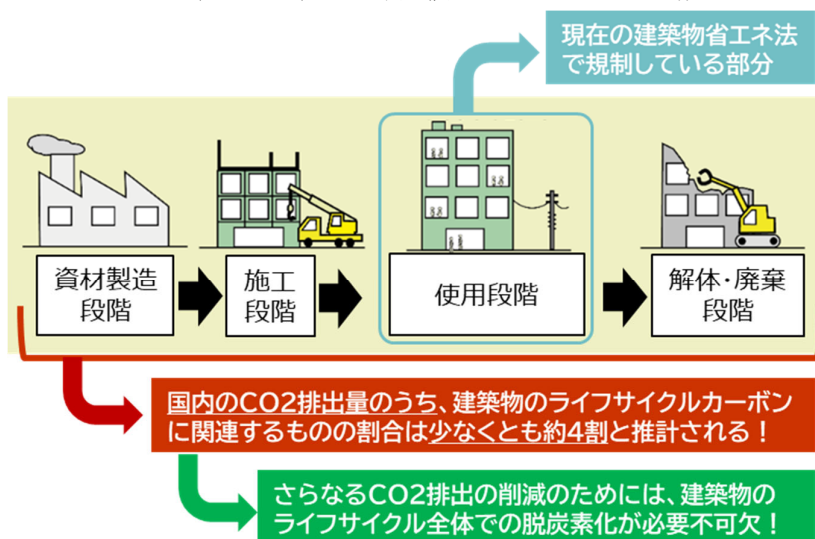 現在の建築物省エネ法
で規制している部分
資材製造
段階
施工
段階
使用段階
解体・廃棄
段階
国内のCO2排出量のうち、建築物のライフサイクルカーボン
に関連するものの割合は少なくとも約4割と推計される！
さらなるCO2排出の削減のためには、建築物の
ライフサイクル全体での脱炭素化が必要不可欠！